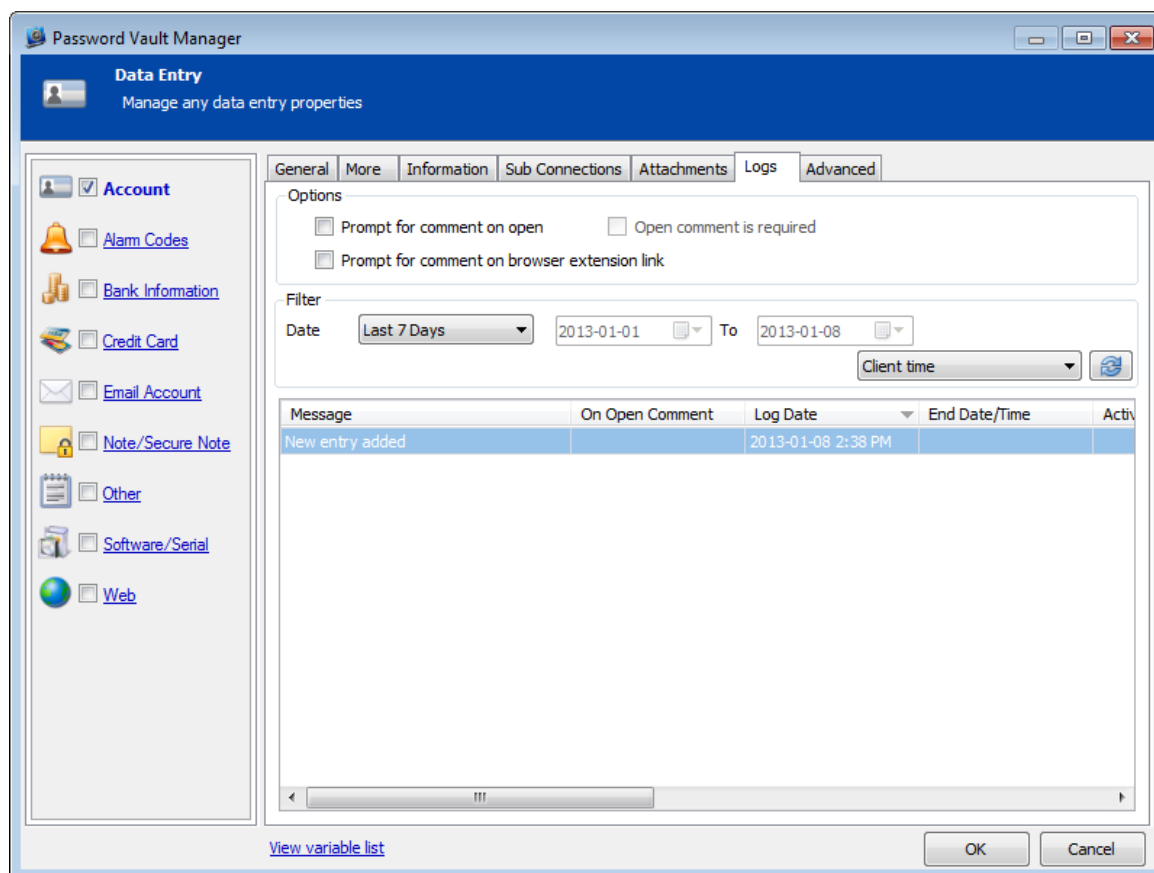 Password Vault Manager
Data Entry
Manage any data entry properties
Account
Alarm Codes
Bank Information
Credit Card
Email Account
Note/Secure Note
Other
Software/Serial
Web
General More Information Sub Connections Attachments Logs Advanced
Options
Prompt for comment on open Open comment is required
Prompt for comment on browser extension link
Filter
Date Last 7 Days 2013-01-01 To 2013-01-08
Client time
Message On Open Comment Log Date End Date/Time Activ
New entry added 2013-01-08 2:38 PM
View variable list OK Cancel